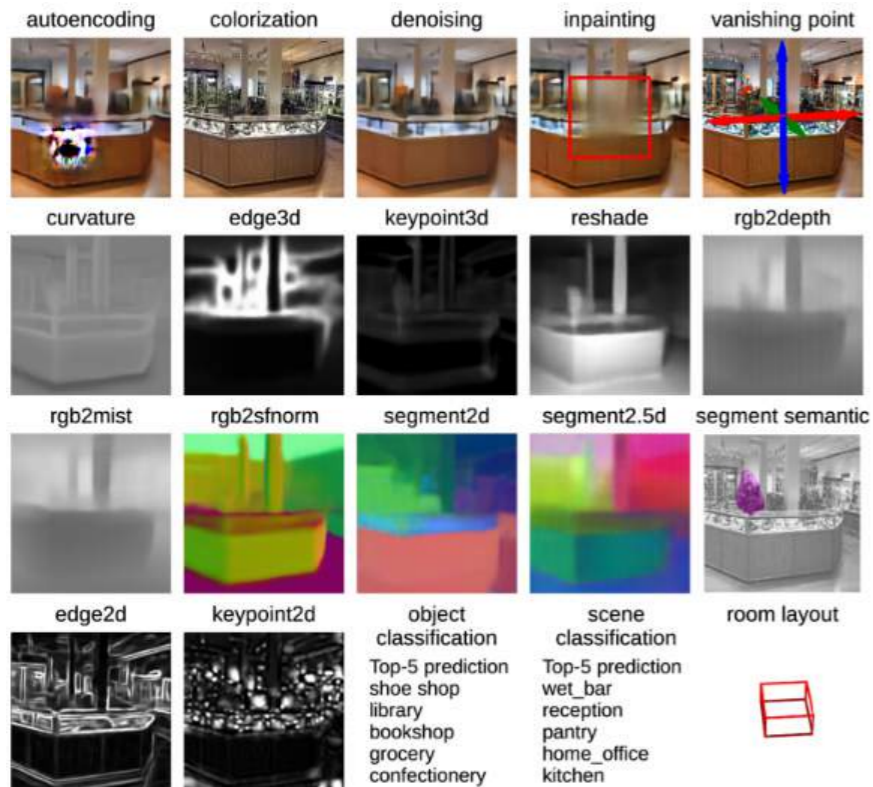 autoencoding colorization denoising inpainting vanishing point
curvature edge3d keypoint3d reshade rgb2depth
rgb2mist rgb2sfnorm segment2d segment2.5d segment semantic
edge2d keypoint2d object classification scene classification room layout
Top-5 prediction
shoe shop
library
bookshop
grocery
confectionery
Top-5 prediction
wet_bar
reception
pantry
home_office
kitchen